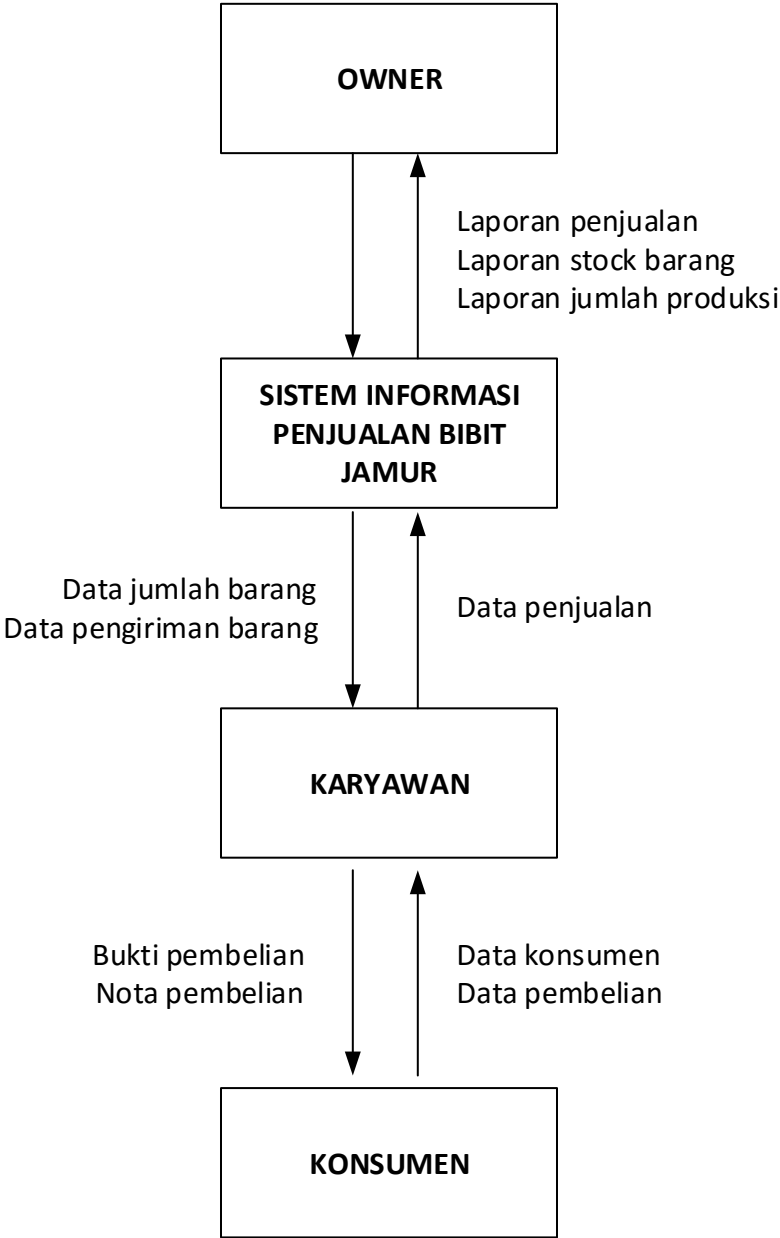 OWNER
Laporan penjualan
Laporan stock barang
Laporan jumlah produksi
SISTEM INFORMASI
PENJUALAN BIBIT
JAMUR
Data jumlah barang
Data pengiriman barang
Data penjualan
KARYAWAN
Bukti pembelian
Nota pembelian
Data konsumen
Data pembelian
KONSUMEN